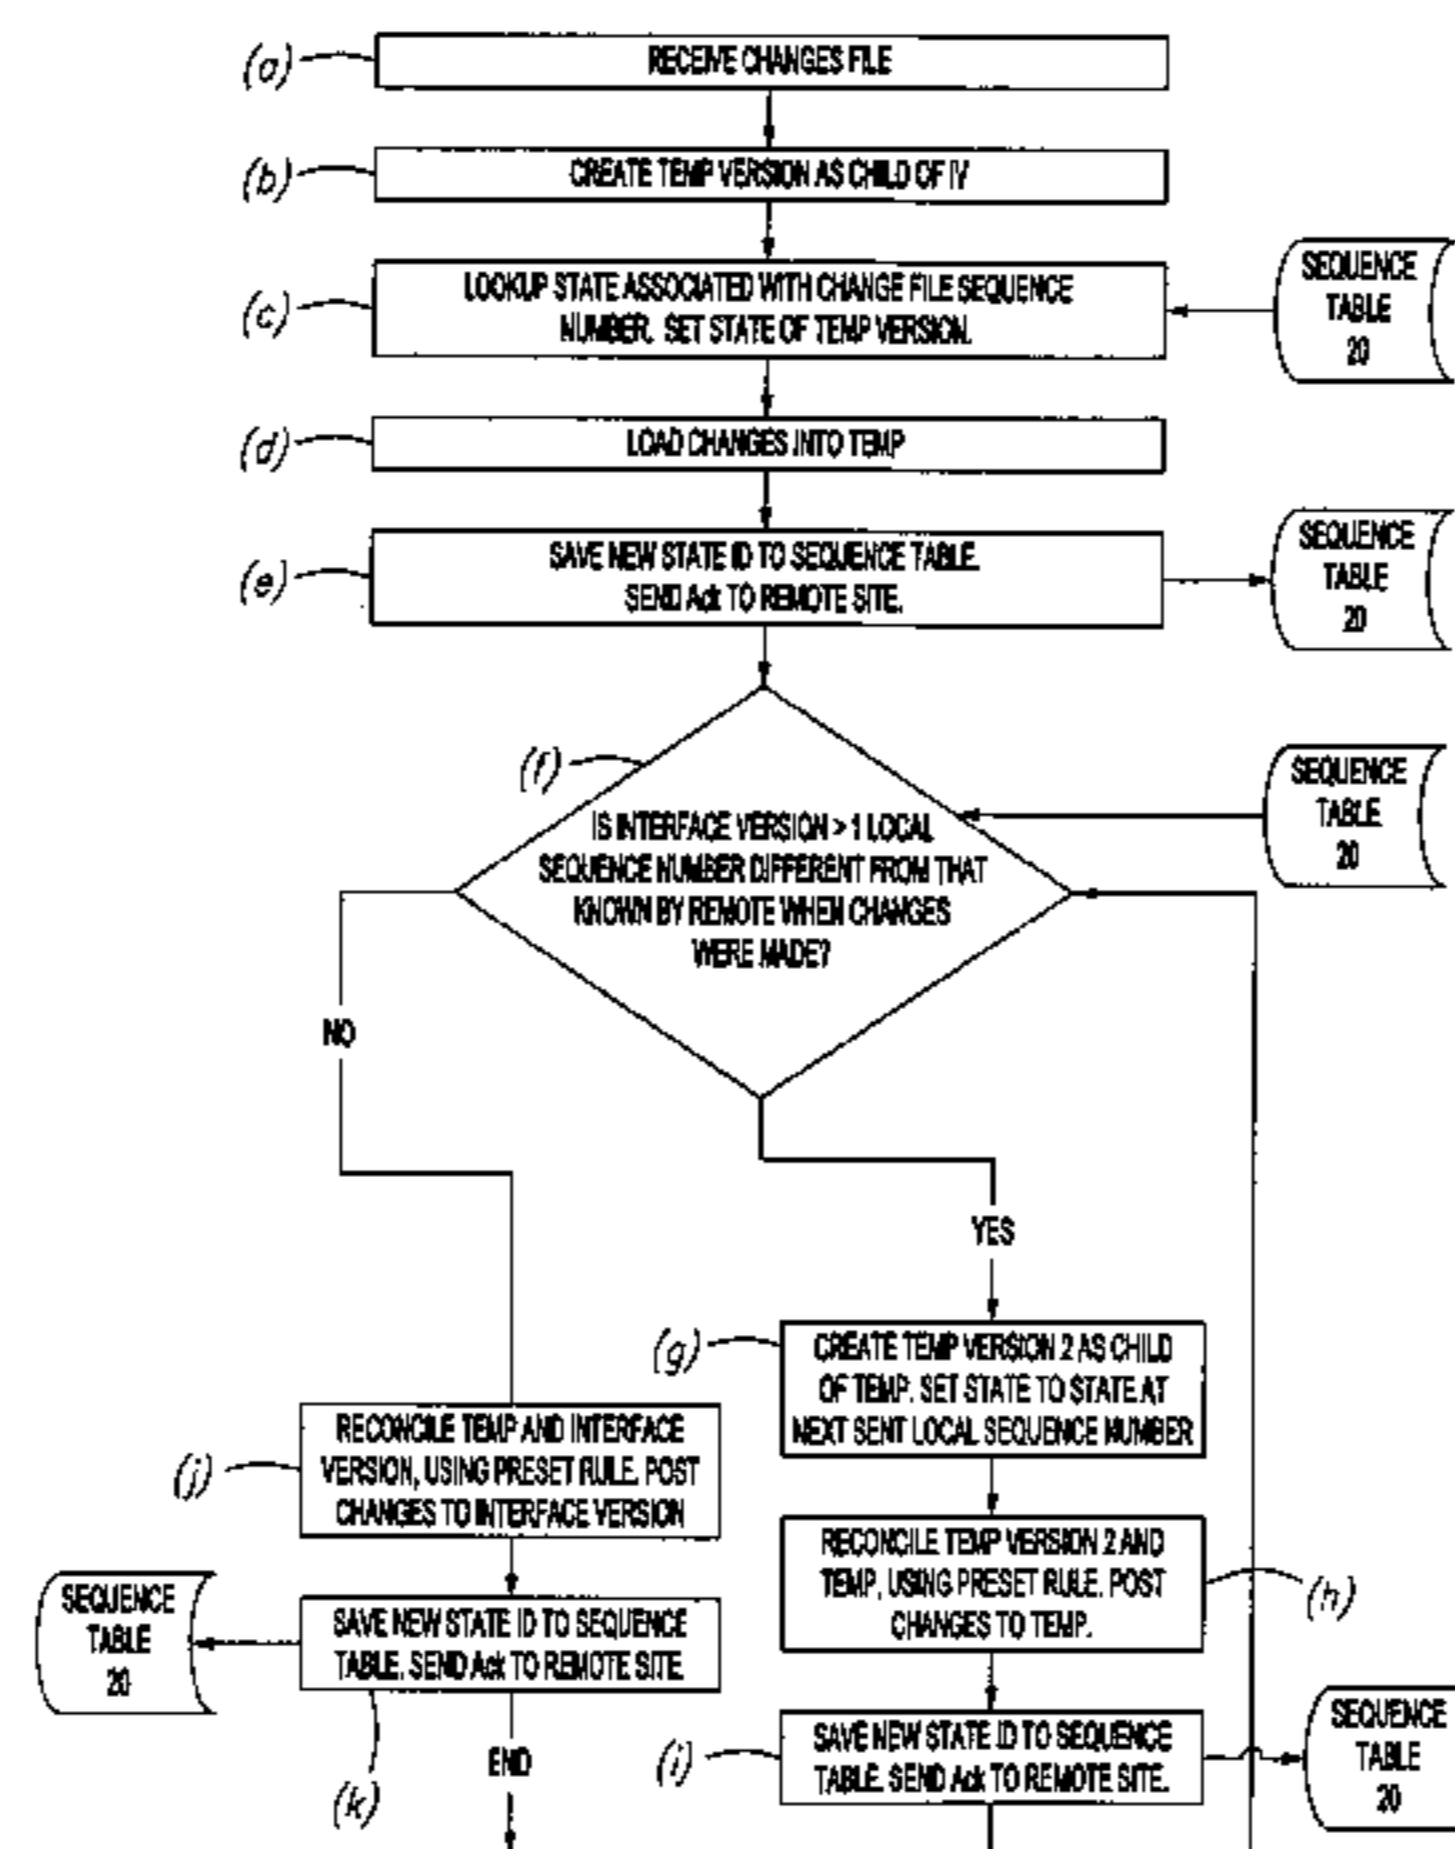 (a)
RECEIVE CHANGES FILE
(b)
CREATE TEMP VERSION AS CHILD OF IV
(c)
LOOKUP STATE ASSOCIATED WITH CHANGE FILE SEQUENCE
NUMBER. SET STATE OF TEMP VERSION.
SEQUENCE
TABLE
20
(d)
LOAD CHANGES INTO TEMP
(e)
SAVE NEW STATE ID TO SEQUENCE TABLE.
SEND Ack TO REMOTE SITE.
SEQUENCE
TABLE
20
(f)
IS INTERFACE VERSION > 1 LOCAL
SEQUENCE NUMBER DIFFERENT FROM THAT
KNOWN BY REMOTE WHEN CHANGES
WERE MADE?
SEQUENCE
TABLE
20
NO
YES
(g)
CREATE TEMP VERSION 2 AS CHILD
OF TEMP. SET STATE TO STATE AT
NEXT SENT LOCAL SEQUENCE NUMBER
(j)
RECONCILE TEMP AND INTERFACE
VERSION, USING PRESET RULE. POST
CHANGES TO INTERFACE VERSION
RECONCILE TEMP VERSION 2 AND
TEMP, USING PRESET RULE. POST
CHANGES TO TEMP.
(h)
SEQUENCE
TABLE
20
SAVE NEW STATE ID TO SEQUENCE
TABLE. SEND Ack TO REMOTE SITE.
(k)
END
(i)
SAVE NEW STATE ID TO SEQUENCE
TABLE. SEND Ack TO REMOTE SITE.
SEQUENCE
TABLE
20